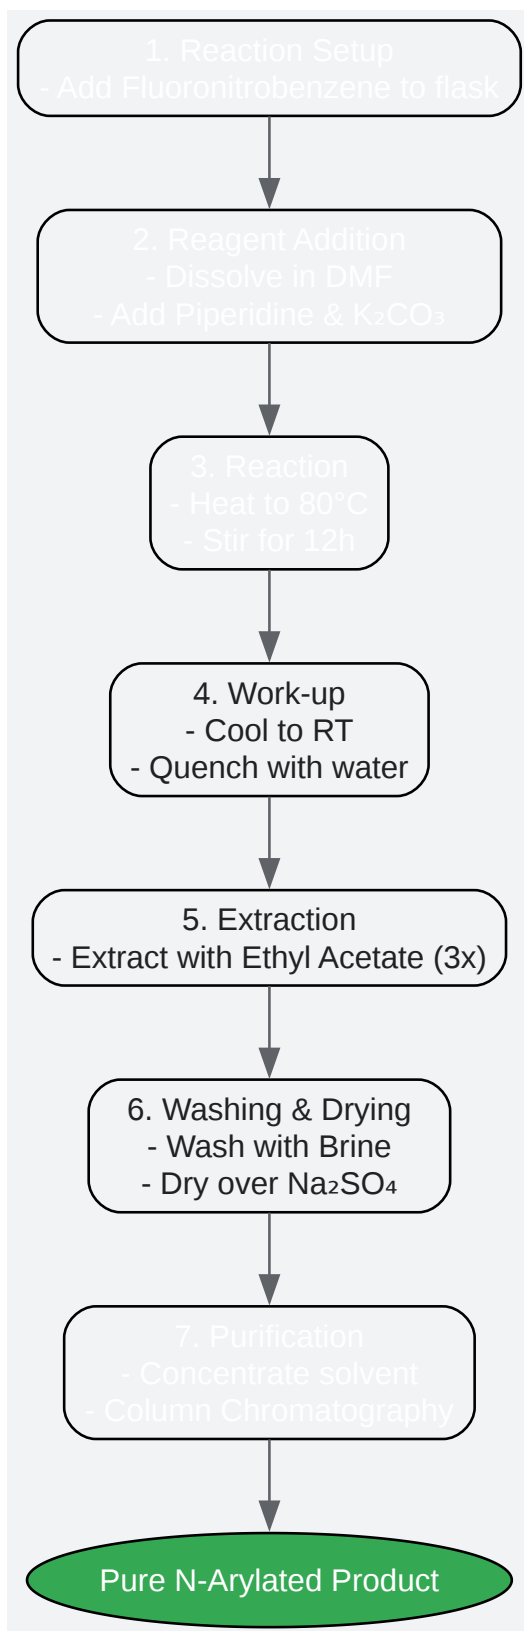 1. Reaction Setup
- Add Fluoronitrobenzene to flask
2. Reagent Addition
- Dissolve in DMF
- Add Piperidine & K₂CO₃
3. Reaction
- Heat to 80°C
- Stir for 12h
4. Work-up
- Cool to RT
- Quench with water
5. Extraction
- Extract with Ethyl Acetate (3x)
6. Washing & Drying
- Wash with Brine
- Dry over Na₂SO₄
7. Purification
- Concentrate solvent
- Column Chromatography
Pure N-Arylated Product